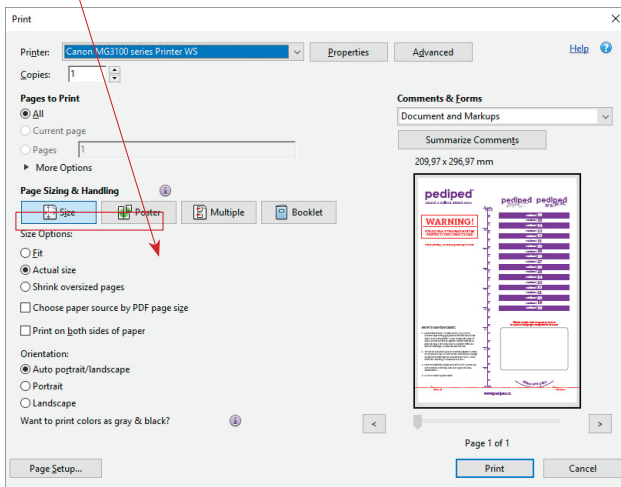 Print
Printer: Canon MG3100 series Printer WS Properties Advanced Help
Copies: 1
Pages to Print
All
Current page
Pages 1
More Options
Page Sizing & Handling
Size Poster Multiple Booklet
Size Options:
Fit
Actual size
Shrink oversized pages
Choose paper source by PDF page size
Print on both sides of paper
Orientation:
Auto portrait/landscape
Portrait
Landscape
Want to print colors as gray & black?
Comments & Forms
Document and Markups
Summarize Comments
209,97 x 296,97 mm
pediped pediped pediped
WARNING!
< >
Page 1 of 1
Page Setup... Print Cancel